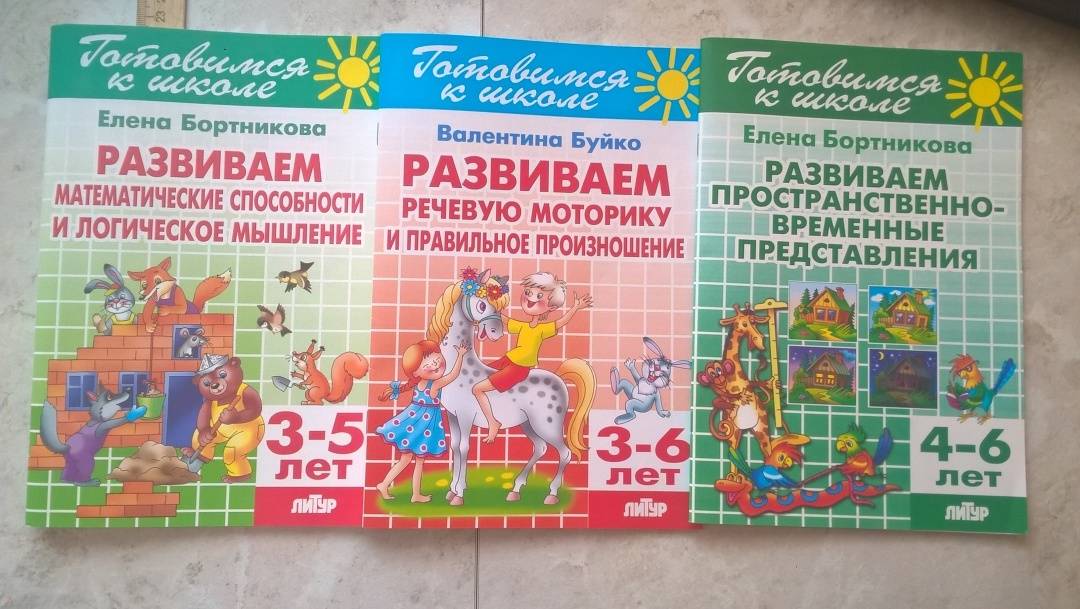 23
Готовимся
к школе
Елена Бортникова
РАЗВИВАЕМ
МАТЕМАТИЧЕСКИЕ СПОСОБНОСТИ
И ЛОГИЧЕСКОЕ МЫШЛЕНИЕ
3-5
лет
ЛИТУР
Готовимся
к школе
Валентина Буйко
РАЗВИВАЕМ
РЕЧЕВУЮ МОТОРИКУ
И ПРАВИЛЬНОЕ ПРОИЗНОШЕНИЕ
3-6
лет
ЛИТУР
Готовимся
к школе
Елена Бортникова
РАЗВИВАЕМ
ПРОСТРАНСТВЕННО-
ВРЕМЕННЫЕ
ПРЕДСТАВЛЕНИЯ
4-6
лет
ЛИТУР